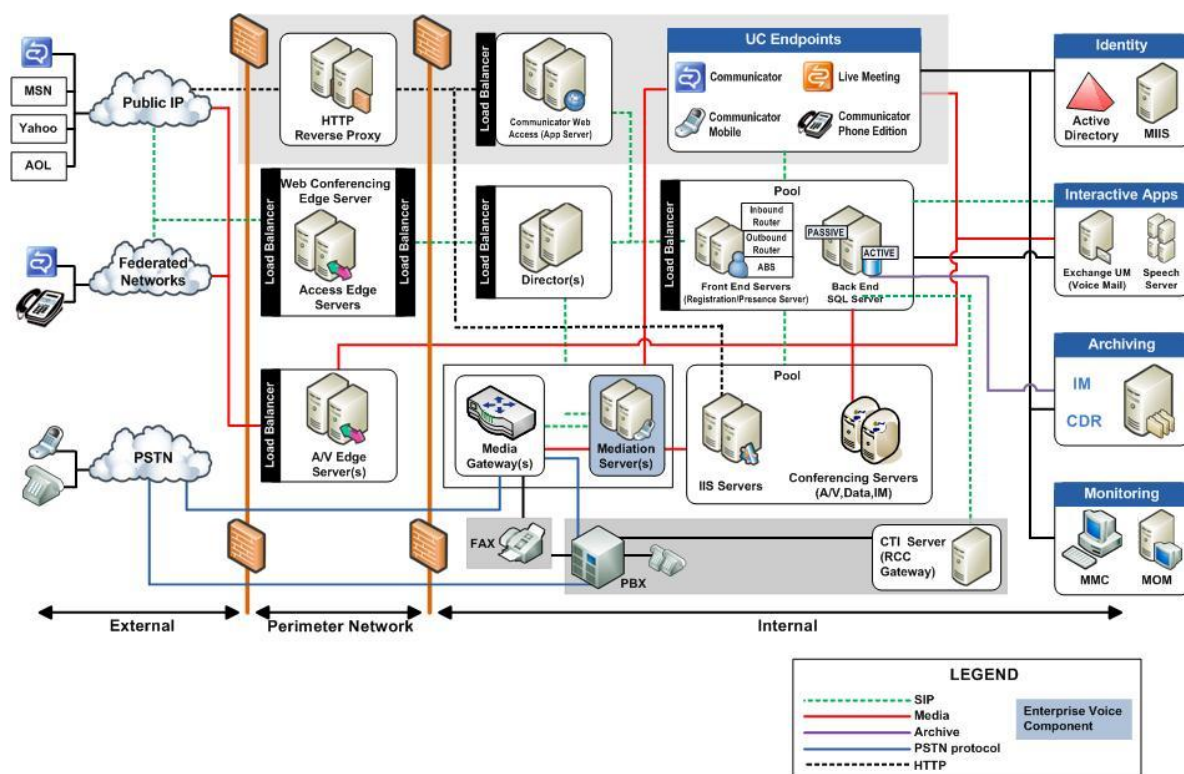 MSN
Yahoo
AOL
Public IP
Federated
Networks
PSTN
HTTP
Reverse Proxy
Load Balancer
Communicator Web
Access (App Server)
UC Endpoints
Communicator
Live Meeting
Communicator
Mobile
Communicator
Phone Edition
Identity
Active
Directory
MIIS
Load Balancer
Web Conferencing
Edge Server
Access Edge
Servers
Load Balancer
Load Balancer
Director(s)
Load Balancer
Pool
Inbound
Router
Outbound
Router
ABS
Front End Servers
(Registration/Presence Server)
PASSIVE
ACTIVE
Back End
SQL Server
Interactive Apps
Exchange UM
(Voice Mail)
Speech
Server
Load Balancer
A/V Edge
Server(s)
Media
Gateway(s)
Mediation
Server(s)
Pool
IIS Servers
Conferencing Servers
(A/V,Data,IM)
Archiving
IM
CDR
FAX
PBX
CTI Server
(RCC
Gateway)
Monitoring
MMC
MOM
External
Perimeter Network
Internal
LEGEND
SIP
Media
Archive
PSTN protocol
HTTP
Enterprise Voice
Component